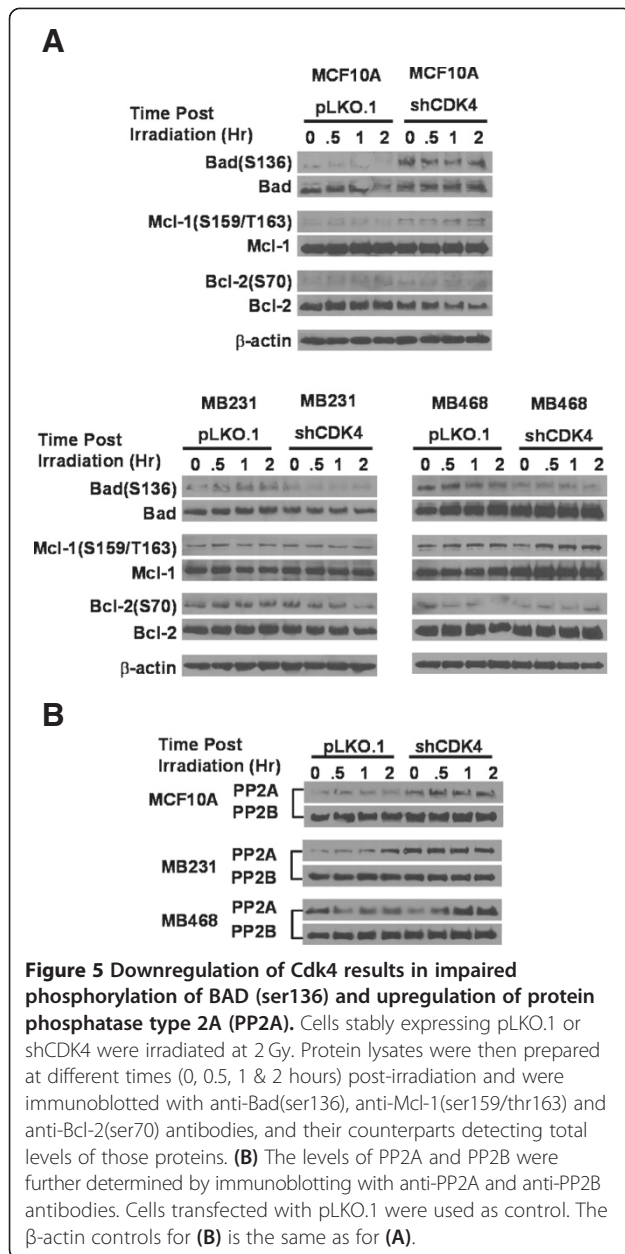 A
MCF10A MCF10A
Time Post pLKO.1 shCDK4
Irradiation (Hr) 0 .5 1 2 0 .5 1 2
Bad(S136)
Bad
Mcl-1(S159/T163)
Mcl-1
Bcl-2(S70)
Bcl-2
β-actin
MB231 MB231 MB468 MB468
Time Post pLKO.1 shCDK4 pLKO.1 shCDK4
Irradiation (Hr) 0 .5 1 2 0 .5 1 2 0 .5 1 2 0 .5 1 2
Bad(S136)
Bad
Mcl-1(S159/T163)
Mcl-1
Bcl-2(S70)
Bcl-2
β-actin
B
Time Post pLKO.1 shCDK4
Irradiation (Hr) 0 .5 1 2 0 .5 1 2
MCF10A PP2A
PP2B
MB231 PP2A
PP2B
MB468 PP2A
PP2B
Figure 5 Downregulation of Cdk4 results in impaired
phosphorylation of BAD (ser136) and upregulation of protein
phosphatase type 2A (PP2A). Cells stably expressing pLKO.1 or
shCDK4 were irradiated at 2 Gy. Protein lysates were then prepared
at different times (0, 0.5, 1 & 2 hours) post-irradiation and were
immunoblotted with anti-Bad(ser136), anti-Mcl-1(ser159/thr163) and
anti-Bcl-2(ser70) antibodies, and their counterparts detecting total
levels of those proteins. (B) The levels of PP2A and PP2B were
further determined by immunoblotting with anti-PP2A and anti-PP2B
antibodies. Cells transfected with pLKO.1 were used as control. The
β-actin controls for (B) is the same as for (A).